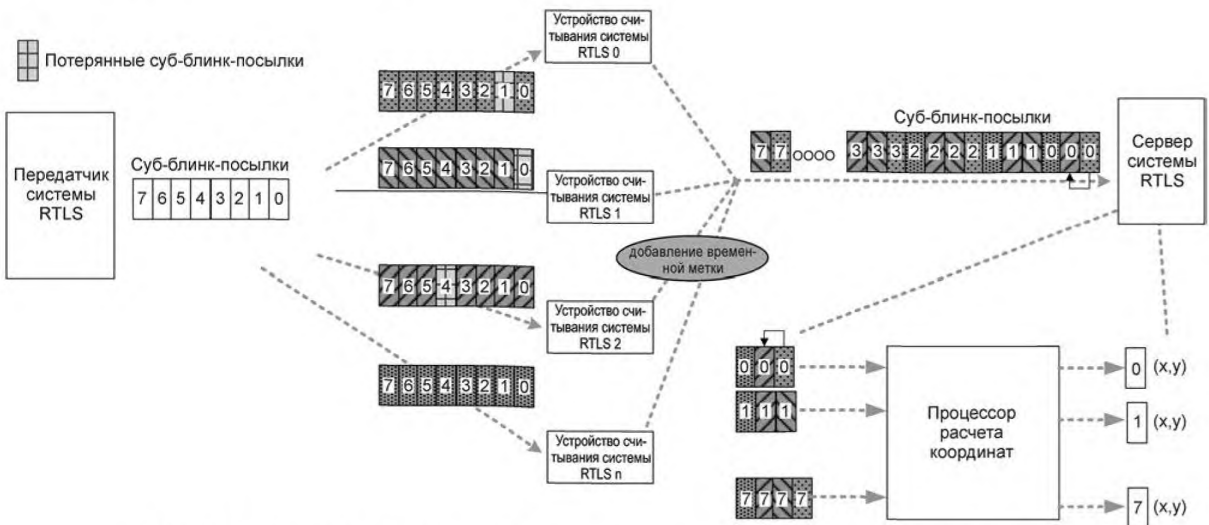 Потерянные суб-блинк-посылки
Передатчик
системы
RTLS
Суб-блинк-посылки
7 6 5 4 3 2 1 0
7 6 5 4 3 2 1 0
7 6 5 4 3 2 1 0
7 6 5 4 3 2 1 0
7 6 5 4 3 2 1 0
Устройство счи-
тывания системы
RTLS 0
Устройство счи-
тывания системы
RTLS 1
Устройство счи-
тывания системы
RTLS 2
Устройство счи-
тывания системы
RTLS n
добавление времен-
ной метки
Суб-блинк-посылки
7 7 оооо 3 3 3 2 2 2 2 1 1 1 0 0 0
Сервер
системы
RTLS
0 0 0
1 1 1
7 7 7 7
Процессор
расчета
координат
0 (x,y)
1 (x,y)
7 (x,y)